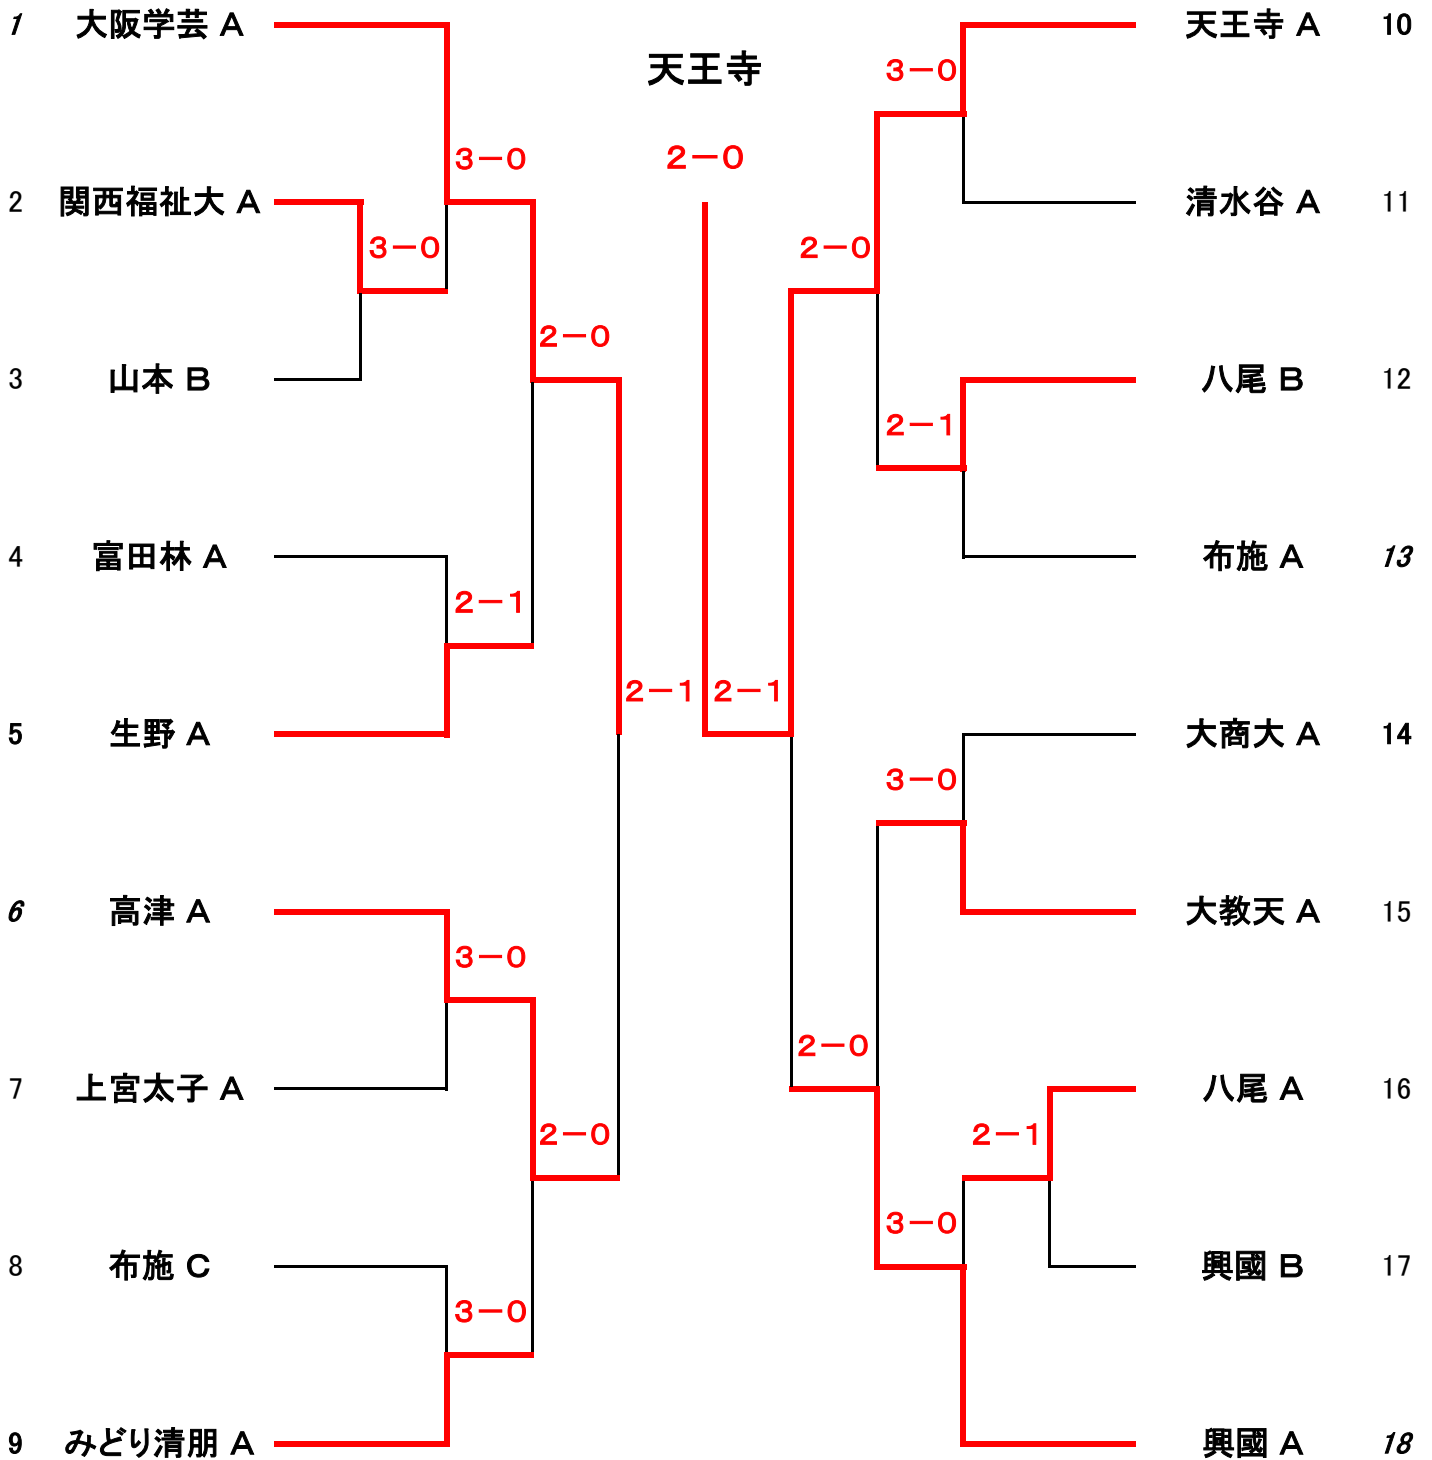 1 大阪学芸 A
3－0
2 関西福祉大 A
3－0
3 山本 B
2－0
4 富田林 A
2－1
5 生野 A
2－1
6 高津 A
3－0
7 上宮太子 A
2－0
8 布施 C
3－0
9 みどり清朋 A
天王寺
2－0
天王寺 A 10
3－0
清水谷 A 11
2－0
八尾 B 12
2－1
布施 A 13
2－1
大商大 A 14
3－0
大教天 A 15
2－0
八尾 A 16
2－1
3－0
興國 B 17
興國 A 18